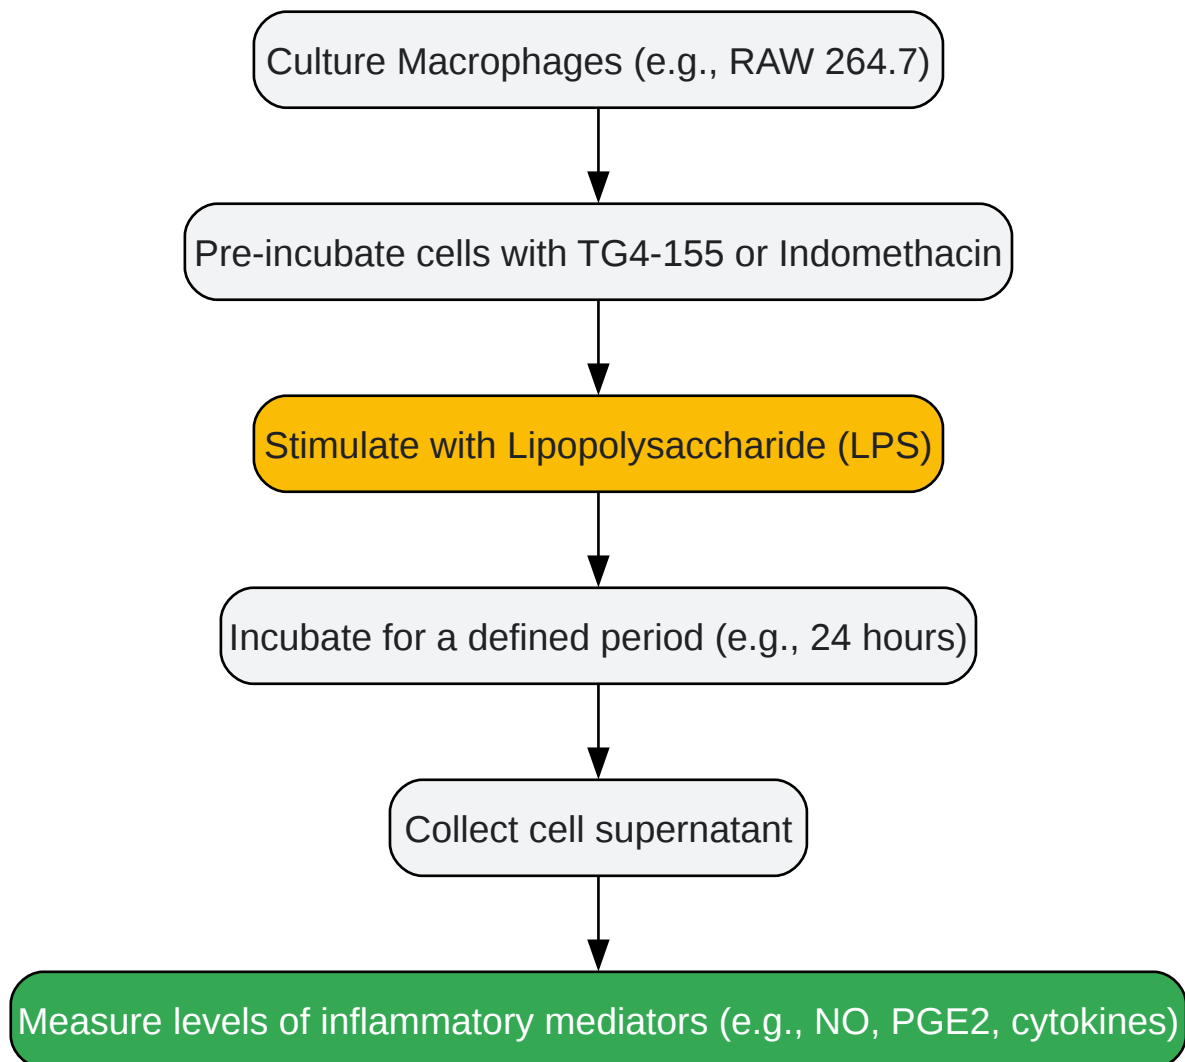 Culture Macrophages (e.g., RAW 264.7)
Pre-incubate cells with TG4-155 or Indomethacin
Stimulate with Lipopolysaccharide (LPS)
Incubate for a defined period (e.g., 24 hours)
Collect cell supernatant
Measure levels of inflammatory mediators (e.g., NO, PGE2, cytokines)